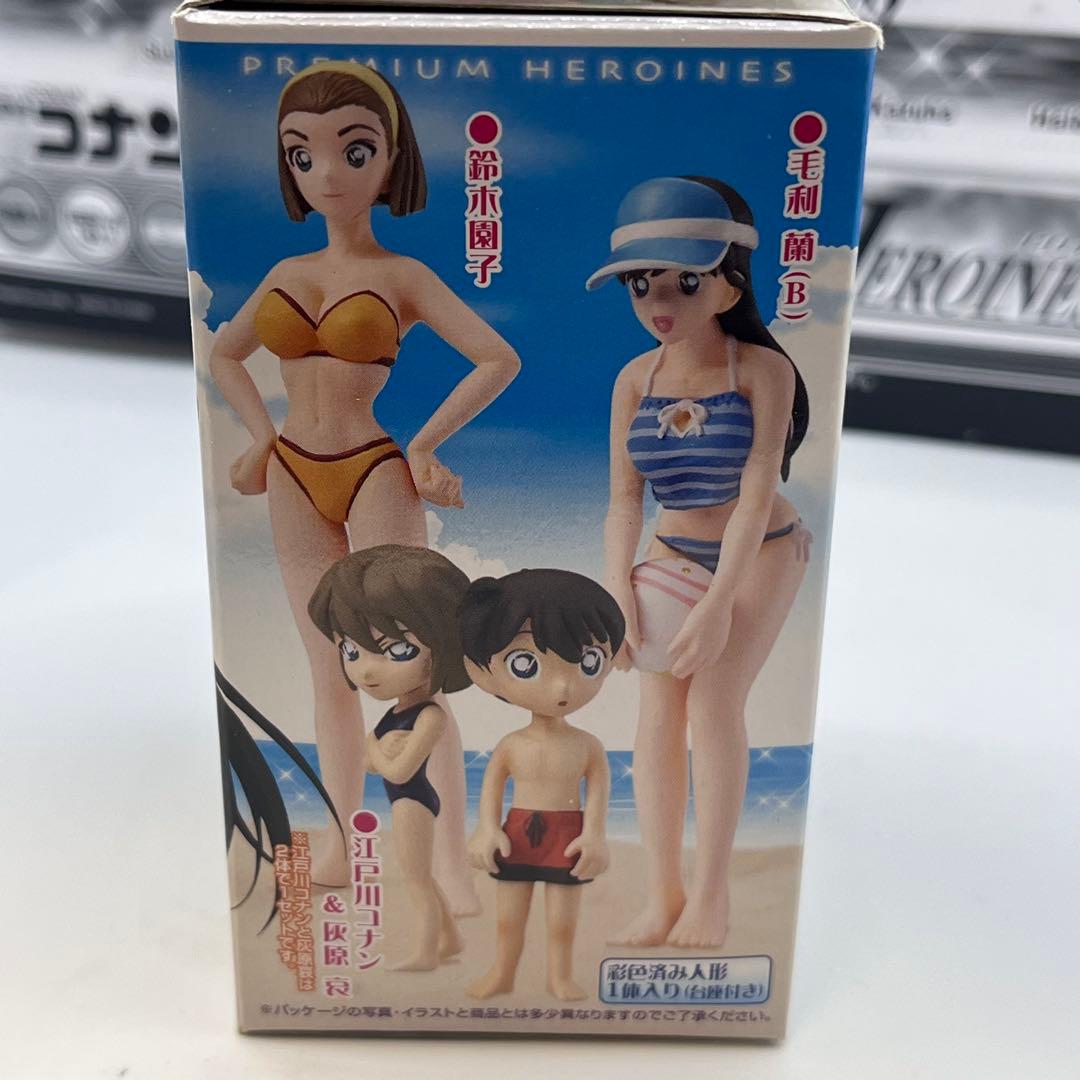 PREMIUM HEROINES
●鈴木園子
●毛利 蘭(B)
●江戸川コナン
&灰原 哀
※江戸川コナンと灰原哀は
2体で1セットです。
彩色済み人形
1体入り(台座付き)
※パッケージの写真・イラストと商品とは多少異なりますのでご了承ください。
コナン
Kazuha
HEROINES